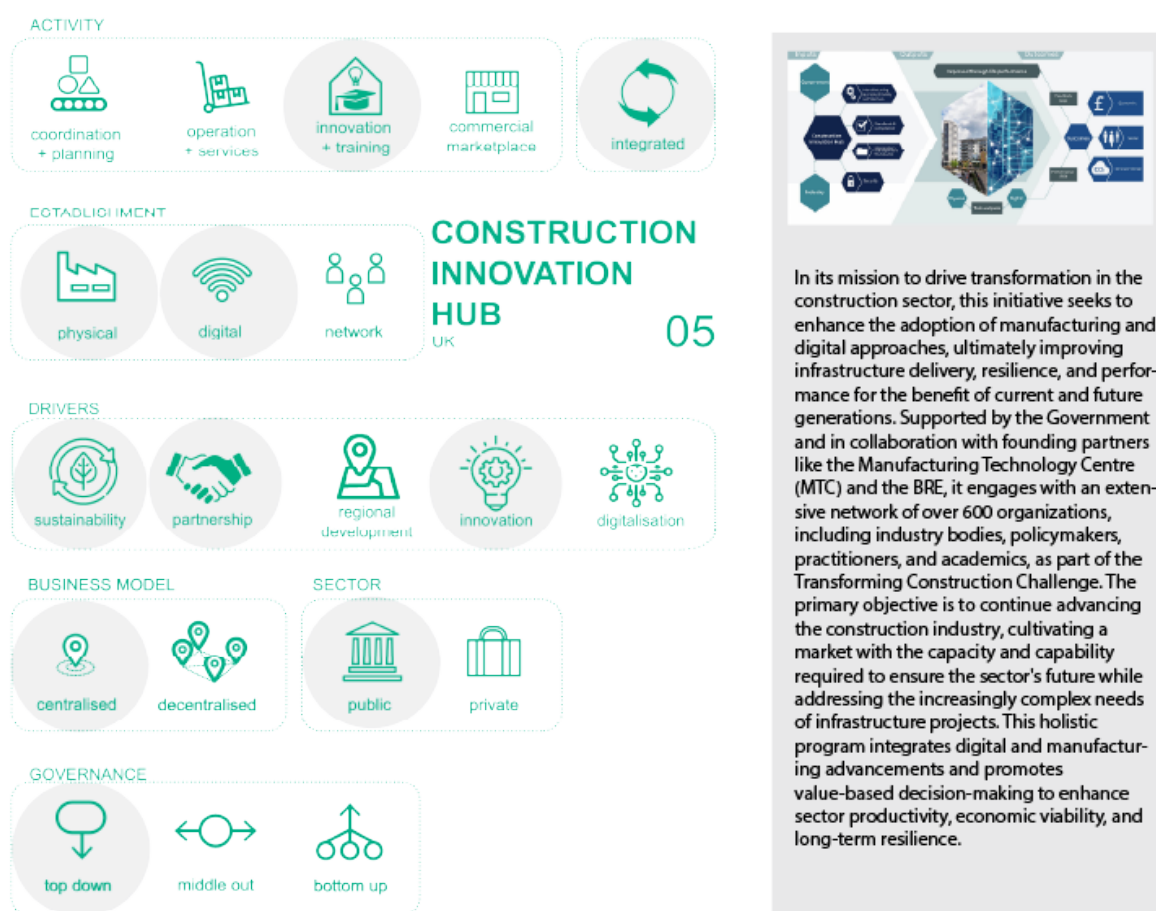 ACTIVITY
coordination
+ planning
operation
+ services
innovation
+ training
commercial
marketplace
integrated
ESTABLISHMENT
physical
digital
network
CONSTRUCTION
INNOVATION
HUB
UK
05
DRIVERS
sustainability
partnership
regional
development
innovation
digitalisation
BUSINESS MODEL
centralised
decentralised
SECTOR
public
private
GOVERNANCE
top down
middle out
bottom up
Government
Construction
Innovation Hub
Industry
Security
£
In its mission to drive transformation in the
construction sector, this initiative seeks to
enhance the adoption of manufacturing and
digital approaches, ultimately improving
infrastructure delivery, resilience, and perfor-
mance for the benefit of current and future
generations. Supported by the Government
and in collaboration with founding partners
like the Manufacturing Technology Centre
(MTC) and the BRE, it engages with an exten-
sive network of over 600 organizations,
including industry bodies, policymakers,
practitioners, and academics, as part of the
Transforming Construction Challenge. The
primary objective is to continue advancing
the construction industry, cultivating a
market with the capacity and capability
required to ensure the sector's future while
addressing the increasingly complex needs
of infrastructure projects. This holistic
program integrates digital and manufactur-
ing advancements and promotes
value-based decision-making to enhance
sector productivity, economic viability, and
long-term resilience.